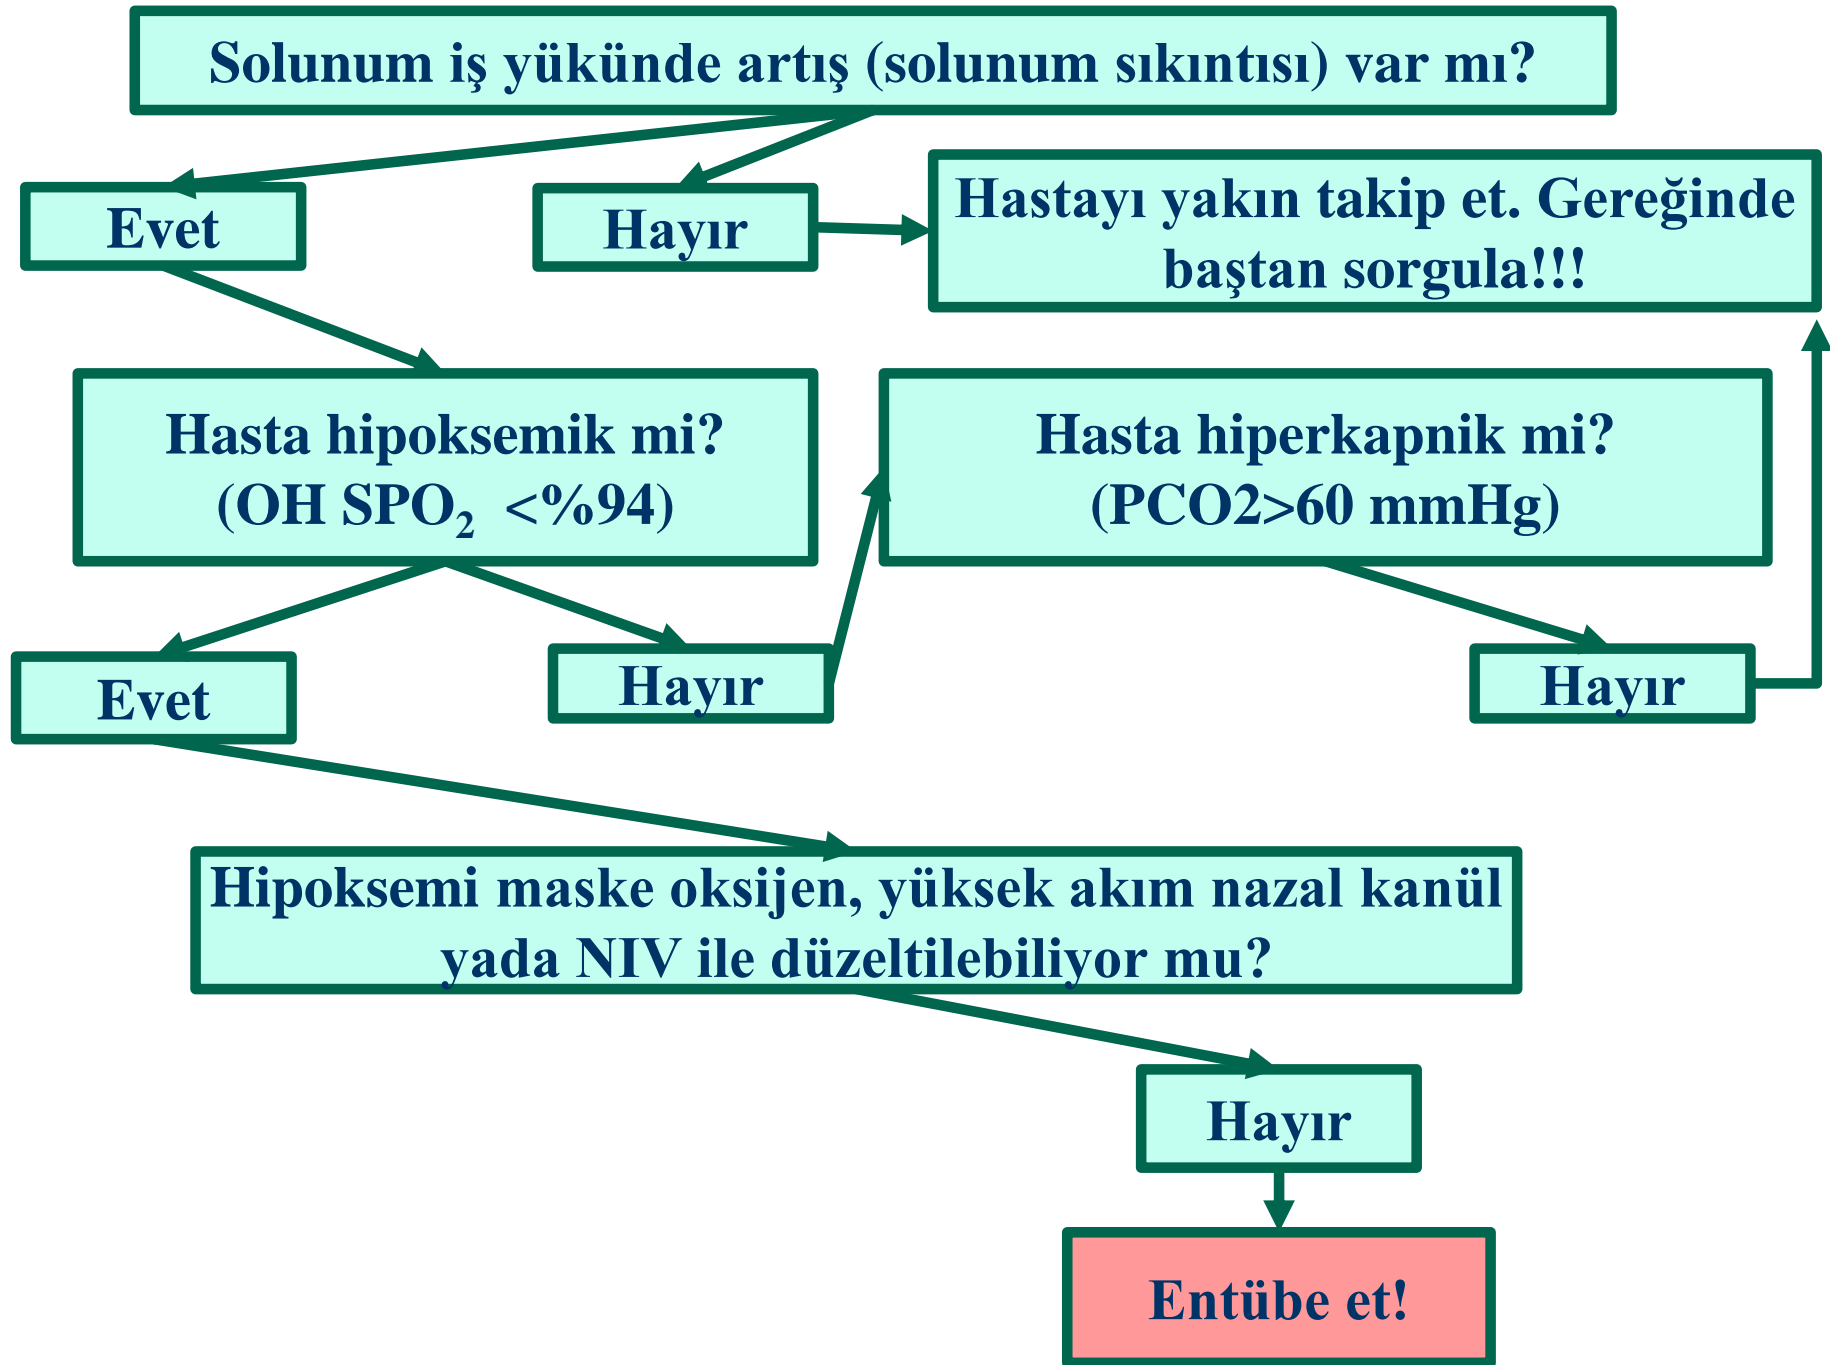 Solunum iş yükünde artış (solunum sıkıntısı) var mı?
Evet
Hayır
Hastayı yakın takip et. Gereğinde
baştan sorgula!!!
Hasta hipoksemik mi?
(OH SPO₂ <%94)
Hasta hiperkapnik mi?
(PCO2>60 mmHg)
Evet
Hayır
Hayır
Hipoksemi maske oksijen, yüksek akım nazal kanül
yada NIV ile düzeltilebiliyor mu?
Hayır
Entübe et!